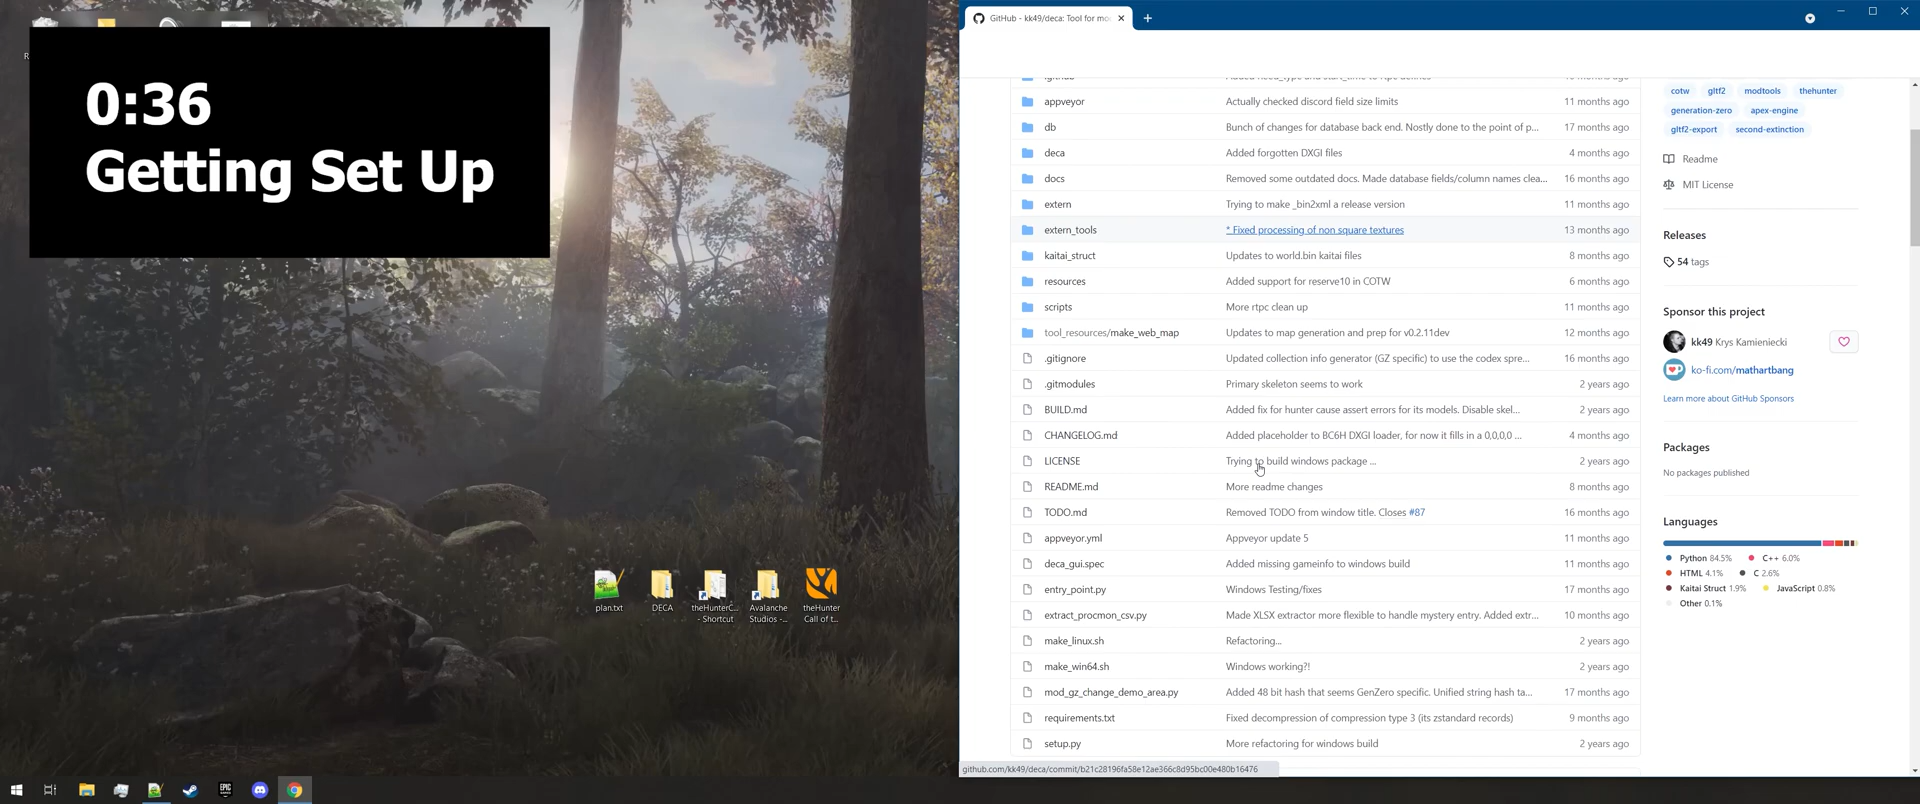 0:36
Getting Set Up
R
plan.txt
DECA
theHunterC...
- Shortcut
Avalanche
Studios -...
theHunter
Call of t...
GitHub - kk49/deca: Tool for mo
appveyor Actually checked discord field size limits 11 months ago
db Bunch of changes for database back end. Nostly done to the point of p... 17 months ago
deca Added forgotten DXGI files 4 months ago
docs Removed some outdated docs. Made database fields/column names clea... 16 months ago
extern Trying to make _bin2xml a release version 11 months ago
extern_tools * Fixed processing of non square textures 13 months ago
kaitai_struct Updates to world.bin kaitai files 8 months ago
resources Added support for reserve10 in COTW 6 months ago
scripts More rtpc clean up 11 months ago
tool_resources/make_web_map Updates to map generation and prep for v0.2.11dev 12 months ago
.gitignore Updated collection info generator (GZ specific) to use the codex spre... 16 months ago
.gitmodules Primary skeleton seems to work 2 years ago
BUILD.md Added fix for hunter cause assert errors for its models. Disable skel... 2 years ago
CHANGELOG.md Added placeholder to BC6H DXGI loader, for now it fills in a 0,0,0,0 ... 4 months ago
LICENSE Trying to build windows package ... 2 years ago
README.md More readme changes 8 months ago
TODO.md Removed TODO from window title. Closes #87 16 months ago
appveyor.yml Appveyor update 5 11 months ago
deca_gui.spec Added missing gameinfo to windows build 11 months ago
entry_point.py Windows Testing/fixes 17 months ago
extract_procmon_csv.py Made XLSX extractor more flexible to handle mystery entry. Added extr... 10 months ago
make_linux.sh Refactoring... 2 years ago
make_win64.sh Windows working?! 2 years ago
mod_gz_change_demo_area.py Added 48 bit hash that seems GenZero specific. Unified string hash ta... 17 months ago
requirements.txt Fixed decompression of compression type 3 (its zstandard records) 9 months ago
setup.py More refactoring for windows build 2 years ago
github.com/kk49/deca/commit/b21c28196fa58e12ae366c8d95bc00e480b16476
cotw gltf2 modtools thehunter
generation-zero apex-engine
gltf2-export second-extinction
Readme
MIT License
Releases
54 tags
Sponsor this project
kk49 Krys Kamieniecki
ko-fi.com/mathartbang
Learn more about GitHub Sponsors
Packages
No packages published
Languages
Python 84.5% C++ 6.0%
HTML 4.1% C 2.6%
Kaitai Struct 1.9% JavaScript 0.8%
Other 0.1%
EPIC